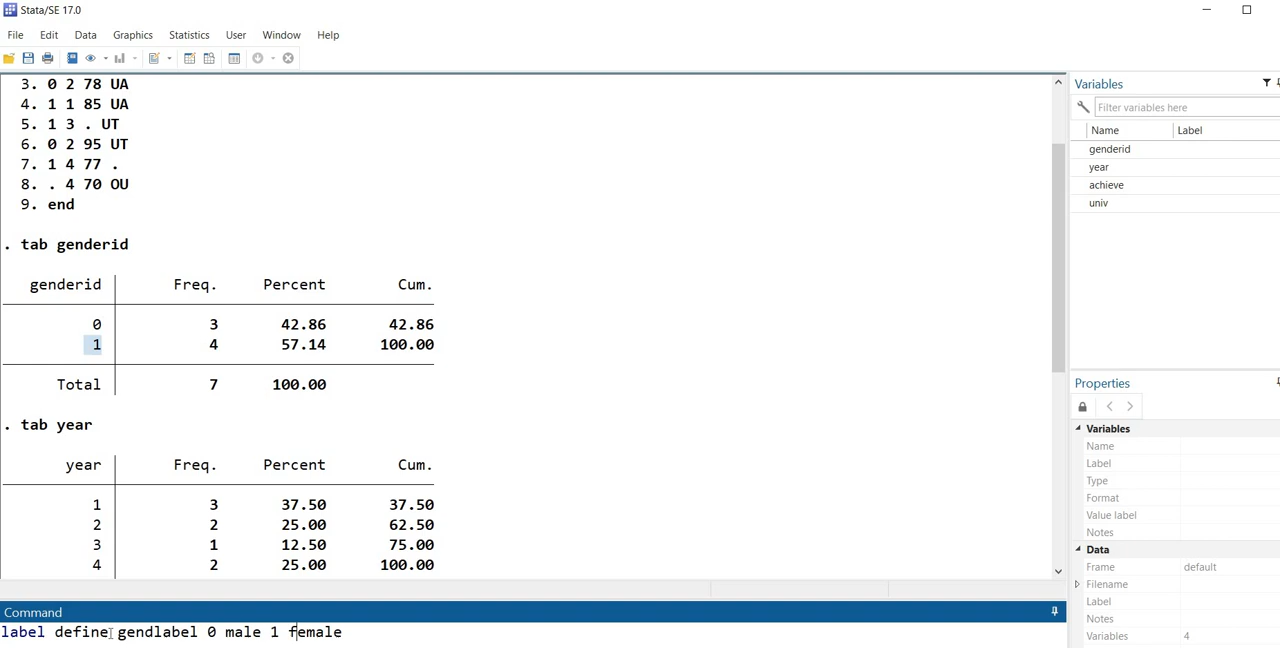 Stata/SE 17.0
File Edit Data Graphics Statistics User Window Help
3. 0 2 78 UA
4. 1 1 85 UA
5. 1 3 . UT
6. 0 2 95 UT
7. 1 4 77 .
8. . 4 70 OU
9. end
. tab genderid
genderid Freq. Percent Cum.
0 3 42.86 42.86
1 4 57.14 100.00
Total 7 100.00
. tab year
year Freq. Percent Cum.
1 3 37.50 37.50
2 2 25.00 62.50
3 1 12.50 75.00
4 2 25.00 100.00
Command
label define gendlabel 0 male 1 female
Variables
Filter variables here
Name Label
genderid
year
achieve
univ
Properties
Variables
Name
Label
Type
Format
Value label
Notes
Data
Frame default
Filename
Label
Notes
Variables 4